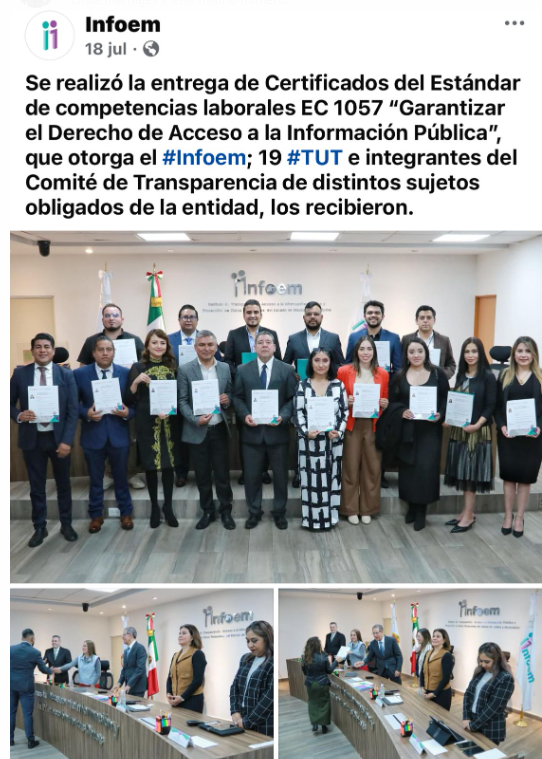 Infoem
18 jul ·
Se realizó la entrega de Certificados del Estándar
de competencias laborales EC 1057 “Garantizar
el Derecho de Acceso a la Información Pública”,
que otorga el #Infoem; 19 #TUT e integrantes del
Comité de Transparencia de distintos sujetos
obligados de la entidad, los recibieron.
infoem
infoem
infoem